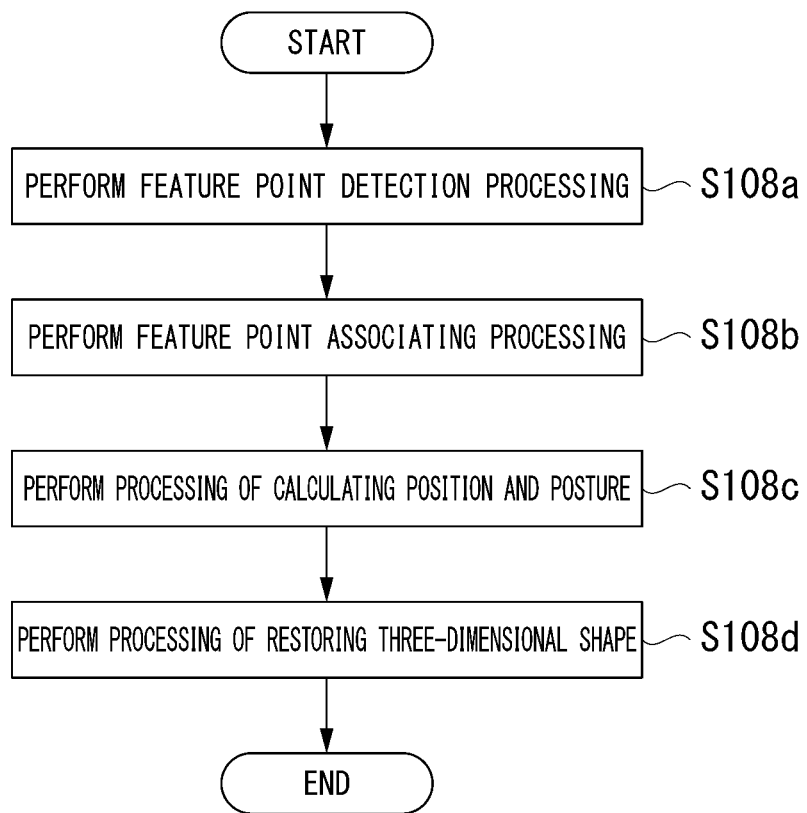 START
PERFORM FEATURE POINT DETECTION PROCESSING
S108a
PERFORM FEATURE POINT ASSOCIATING PROCESSING
S108b
PERFORM PROCESSING OF CALCULATING POSITION AND POSTURE
S108c
PERFORM PROCESSING OF RESTORING THREE-DIMENSIONAL SHAPE
S108d
END